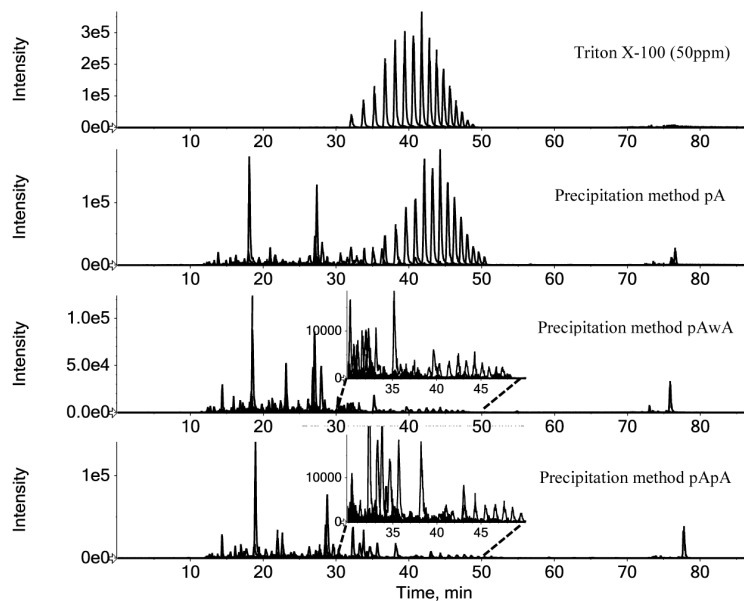 Intensity
3e5
2e5
1e5
0e0
Triton X-100 (50ppm)
10 20 30 40 50 60 70 80
Intensity
1e5
0e0
Precipitation method pA
10 20 30 40 50 60 70 80
Intensity
1.0e5
5.0e4
0.0e0
10000
0
35 40 45
Precipitation method pAwA
10 20 30 40 50 60 70 80
Intensity
1e5
0e0
10000
0
35 40 45
Precipitation method pApA
10 20 30 40 50 60 70 80
Time, min